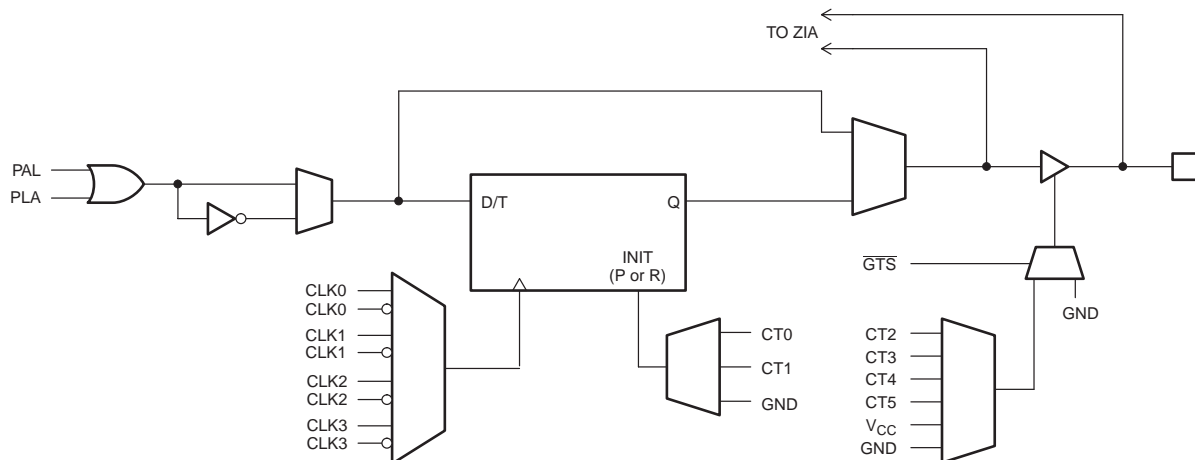 TO ZIA
PAL
PLA
D/T
Q
INIT
(P or R)
GTS
GND
CLK0
CLK0
CLK1
CLK1
CLK2
CLK2
CLK3
CLK3
CT0
CT1
GND
CT2
CT3
CT4
CT5
VCC
GND